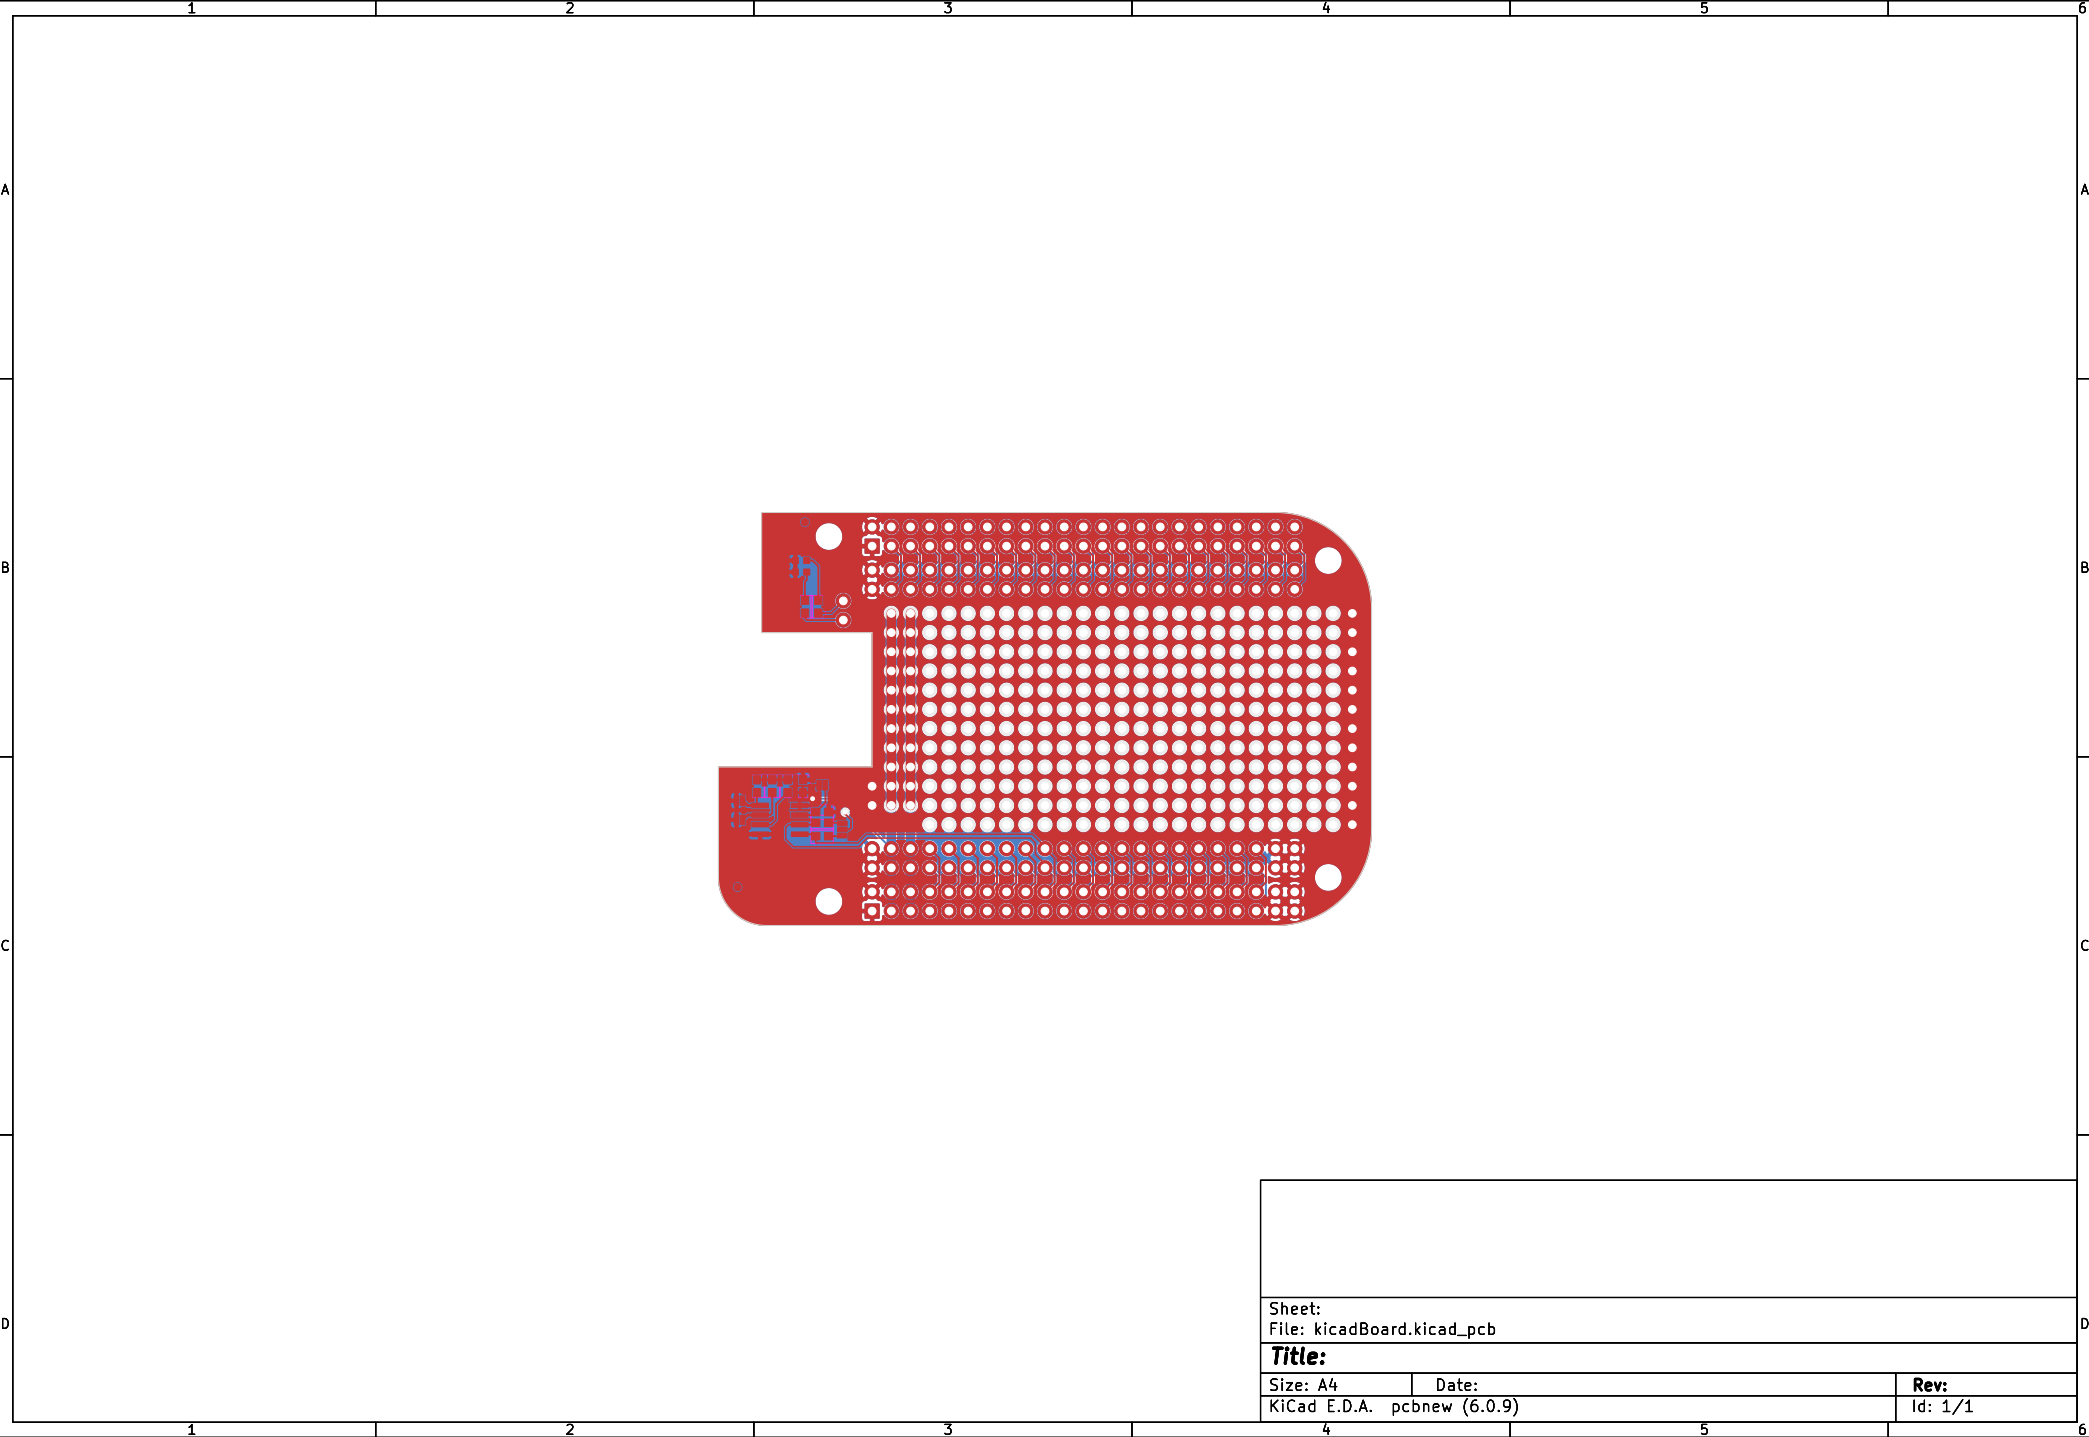 1 2 3 4 5 6
A A
B B
C C
D D
Sheet:
File: kicadBoard.kicad_pcb
Title:
Size: A4 Date: Rev:
KiCad E.D.A. pcbnew (6.0.9) Id: 1/1
1 2 3 4 5 6